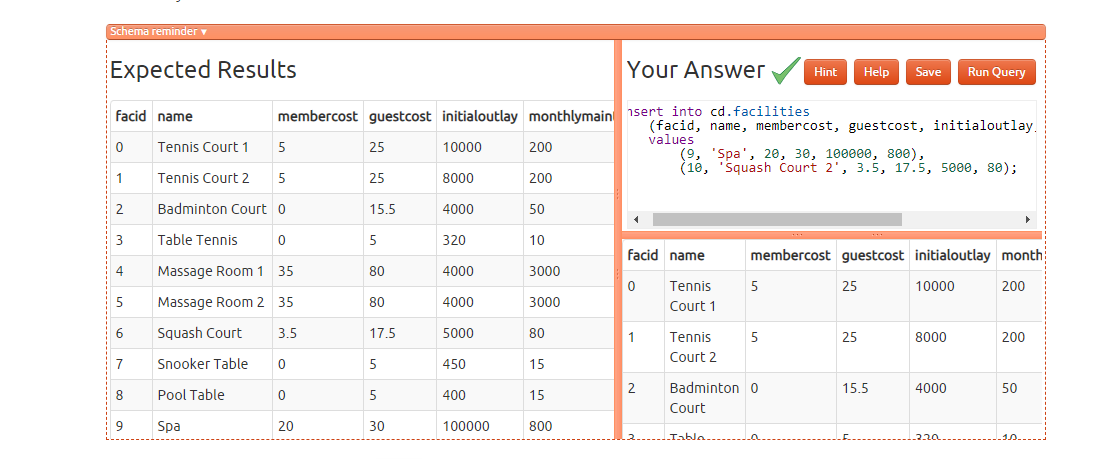 Schema reminder ▼
Expected Results
facid name membercost guestcost initialoutlay
0 Tennis Court 1 5 25 10000 200
1 Tennis Court 2 5 25 8000 200
2 Badminton Court 0 15.5 4000 50
3 Table Tennis 0 5 320 10
4 Massage Room 1 35 80 4000 3000
5 Massage Room 2 35 80 4000 3000
6 Squash Court 3.5 17.5 5000 80
7 Snooker Table 0 5 450 15
8 Pool Table 0 5 400 15
9 Spa 20 30 100000 800
Your Answer Hint Help Save Run Query
nsert into cd.facilities
(facid, name, membercost, guestcost, initialoutlay
values
(9, 'Spa', 20, 30, 100000, 800),
(10, 'Squash Court 2', 3.5, 17.5, 5000, 80);
facid name membercost guestcost initialoutlay month
0 Tennis 5 25 10000 200
Court 1
1 Tennis 5 25 8000 200
Court 2
2 Badminton 0 15.5 4000 50
Court
3 Table 0 5 320 10